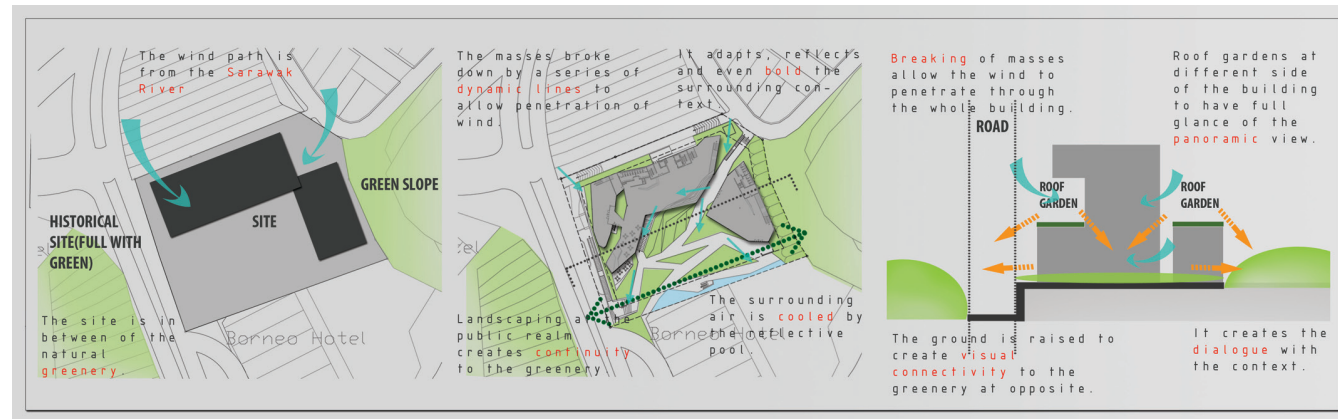 The wind path is
from the Sarawak
River
GREEN SLOPE
HISTORICAL
SITE(FULL WITH
GREEN)
SITE
The site is in
between of the
natural
greenery.
Borneo Hotel
The masses broke
down by a series of
dynamic lines to
allow penetration of
wind.
It adapts, reflects
and even bold the
surrounding con-
text.
Landscaping at the
public realm
creates continuity
to the greenery
The surrounding
air is cooled by
the reflective
pool.
Borneo Hotel
Breaking of masses
allow the wind to
penetrate through
the whole building.
ROAD
Roof gardens at
different side
of the building
to have full
glance of the
panoramic view.
ROOF
GARDEN
ROOF
GARDEN
The ground is raised to
create visual
connectivity to the
greenery at opposite.
It creates the
dialogue with
the context.